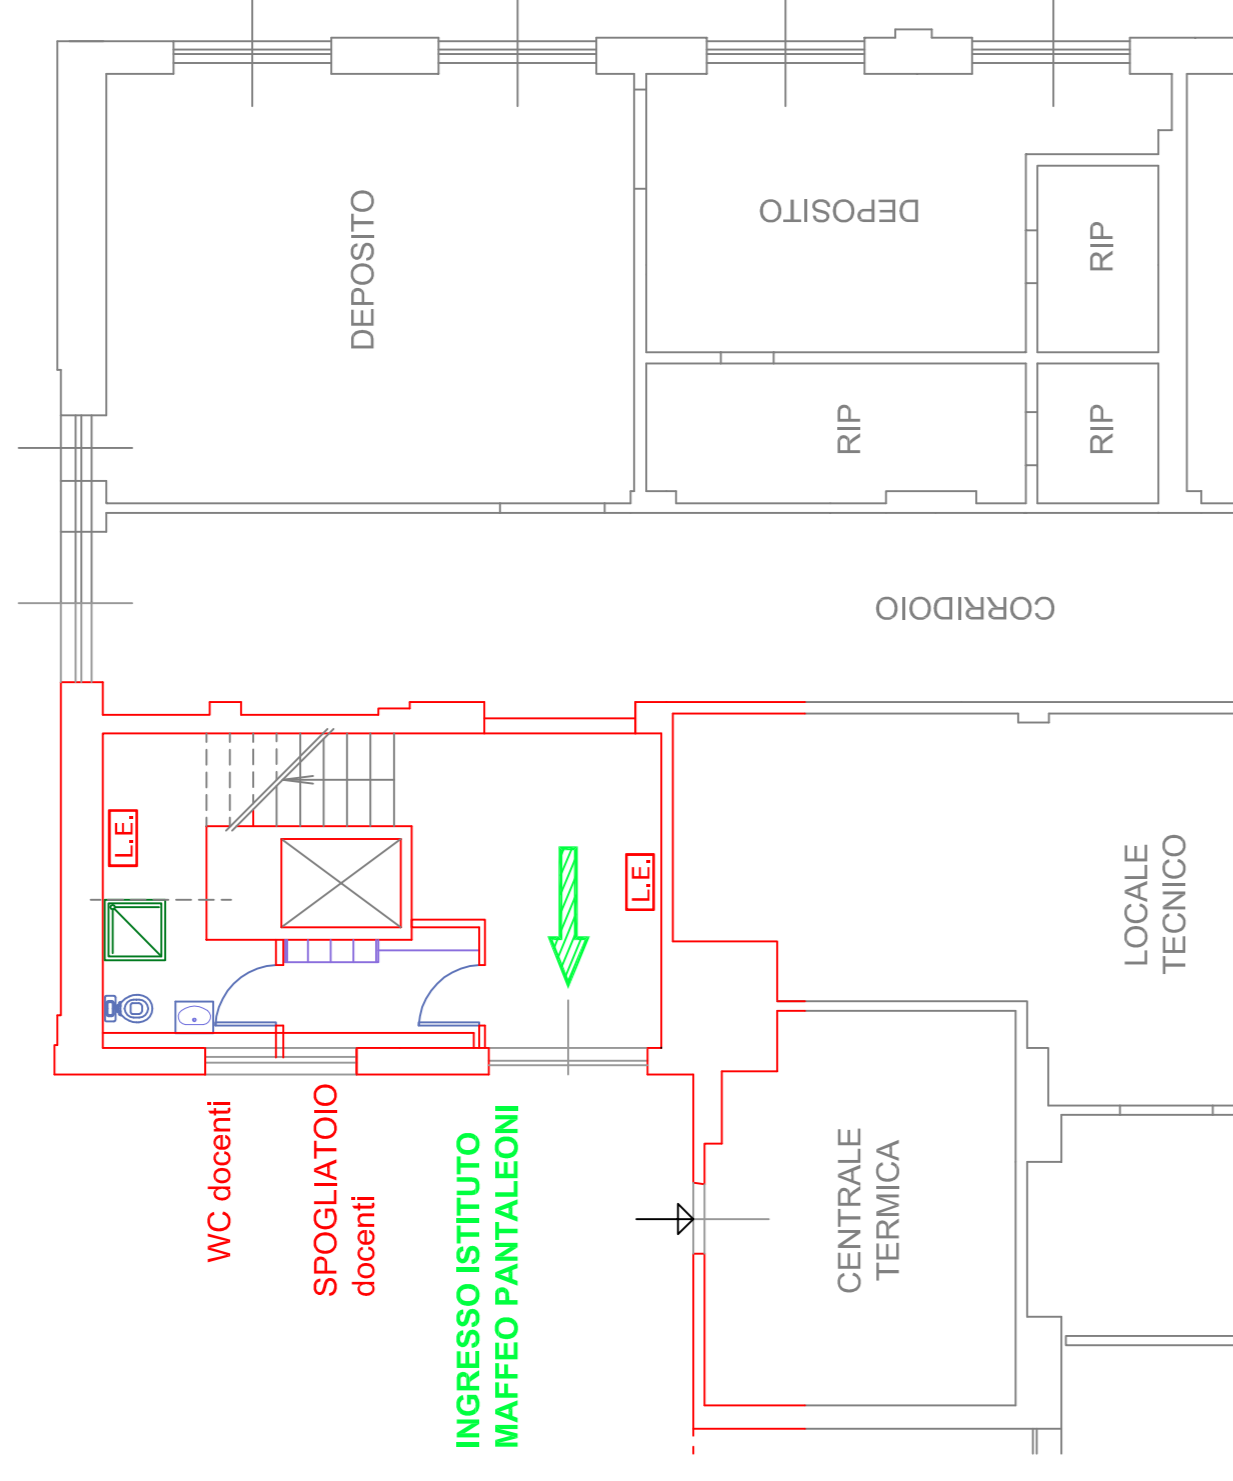 DEPOSITO
DEPOSITO
RIP
RIP
RIP
CORRIDOIO
L.E.
L.E.
LOCALE
TECNICO
WC docenti
SPOGLIATOIO
docenti
INGRESSO ISTITUTO
MAFFEO PANTALEONI
CENTRALE
TERMICA